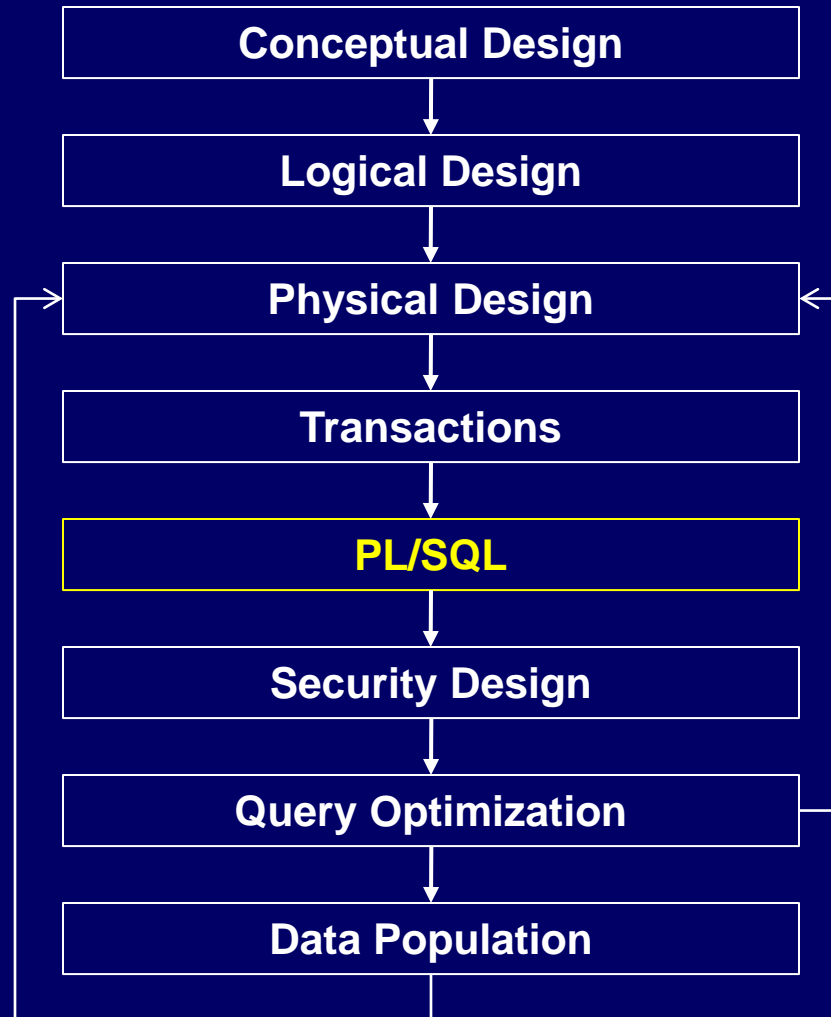 Conceptual Design
Logical Design
Physical Design
Transactions
PL/SQL
Security Design
Query Optimization
Data Population